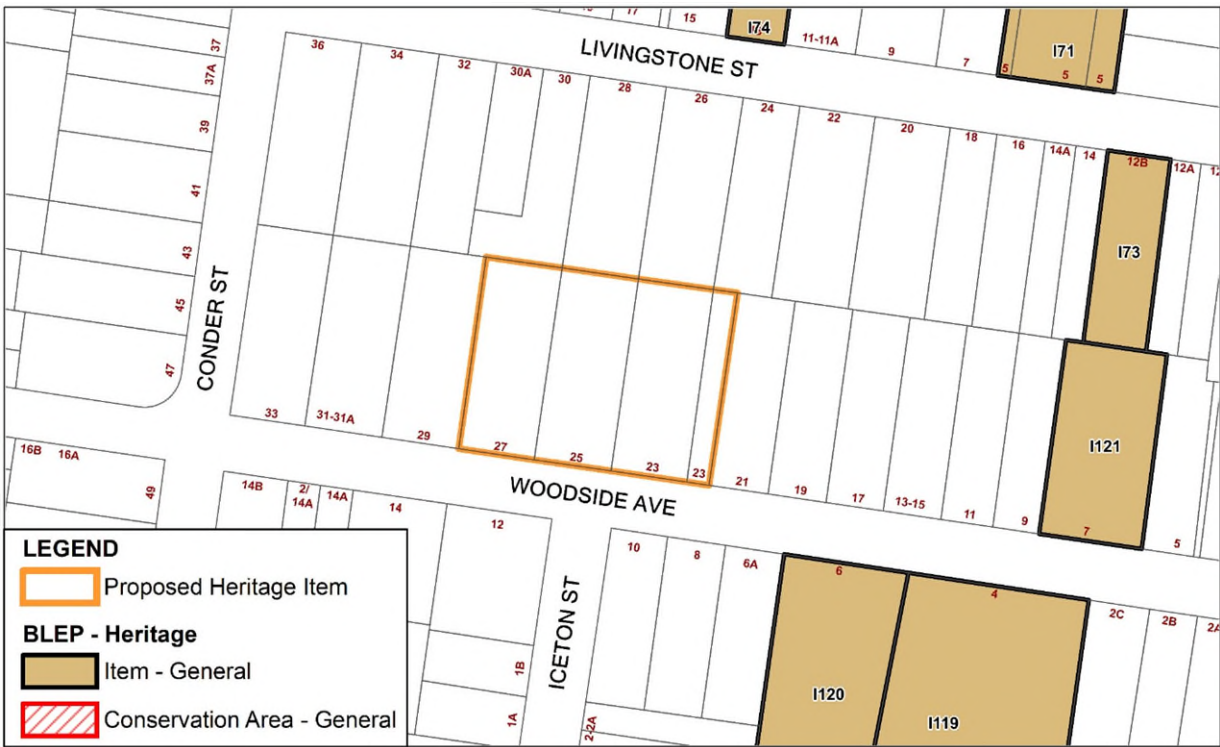 17
15
I74
11-11A
9
7
I71
5
5
5
LIVINGSTONE ST
37
37A
39
41
43
45
47
CONDER ST
36
34
32
30A
30
28
26
24
22
20
18
16
14A
14
12B
12A
I73
33
31-31A
29
27
25
23
23
21
19
17
13-15
11
9
7
5
I121
WOODSIDE AVE
16B
16A
49
14B
2/
14A
14A
14
12
10
8
6A
6
4
2C
2B
2A
I120
I119
ICETON ST
1B
1A
2-2A
LEGEND
Proposed Heritage Item
BLEP - Heritage
Item - General
Conservation Area - General